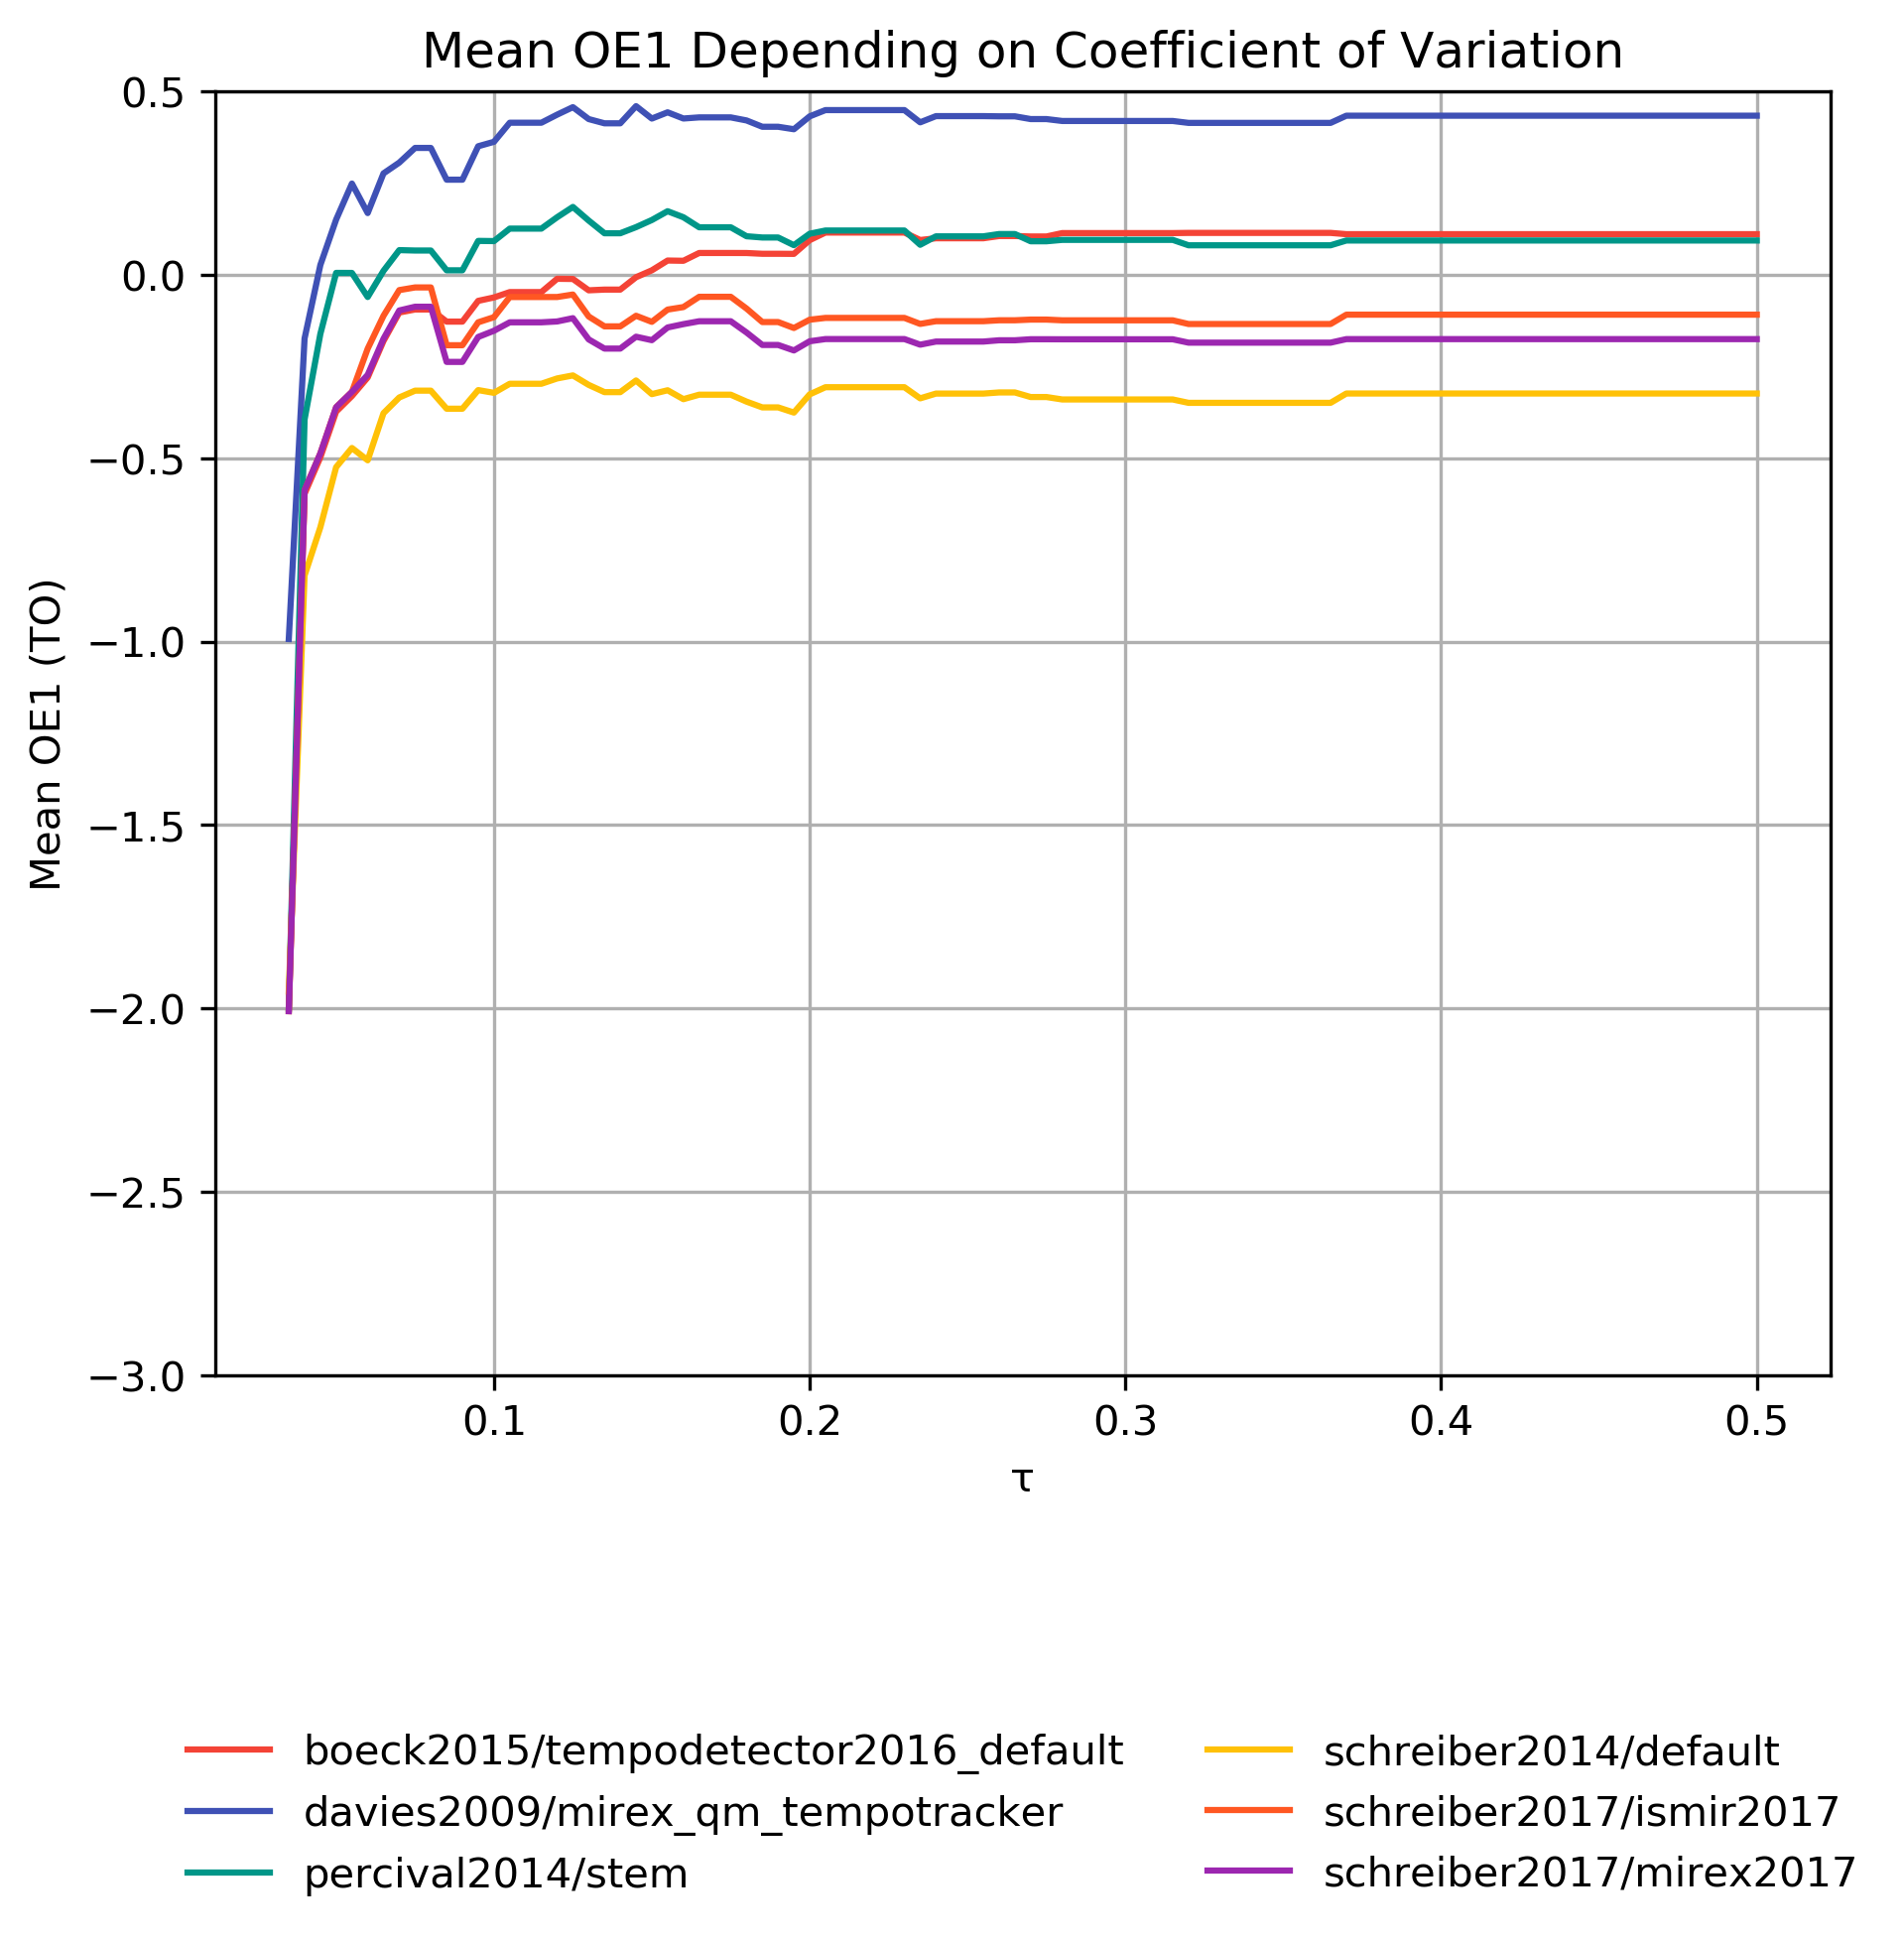 Mean OE1 Depending on Coefficient of Variation
0.5
0.0
−0.5
−1.0
−1.5
−2.0
−2.5
−3.0
Mean OE1 (TO)
0.1 0.2 0.3 0.4 0.5
τ
boeck2015/tempodetector2016_default
davies2009/mirex_qm_tempotracker
percival2014/stem
schreiber2014/default
schreiber2017/ismir2017
schreiber2017/mirex2017